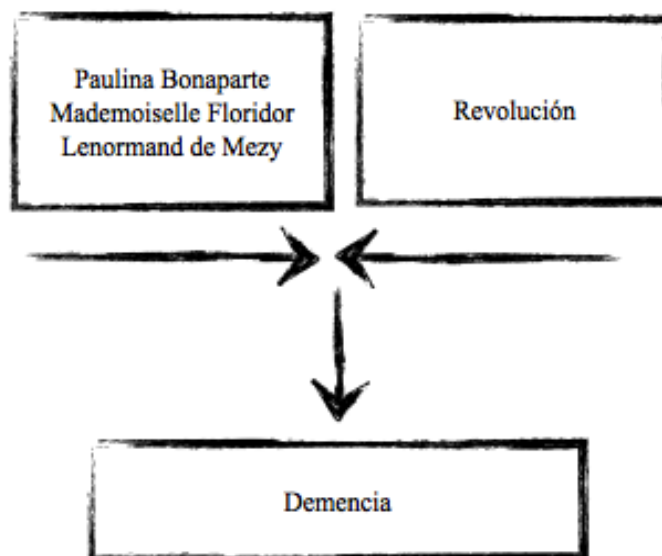 Paulina Bonaparte
Mademoiselle Floridor
Lenormand de Mezy
Revolución
Demencia